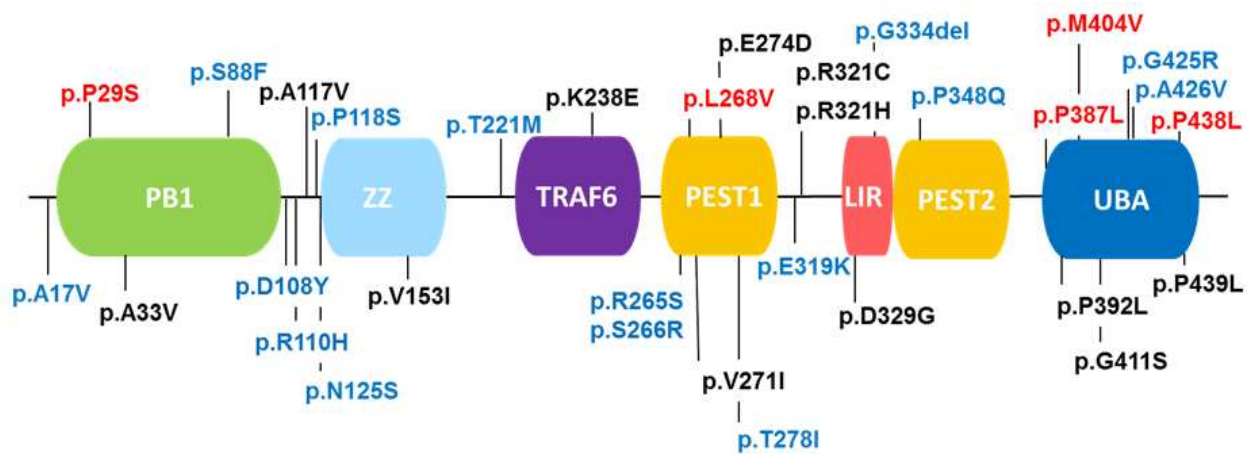 p.M404V
p.G334del
p.E274D
p.G425R
p.S88F
p.R321C
p.A426V
p.P29S
p.A117V
p.K238E
p.L268V
p.R321H
p.P348Q
p.P118S
p.T221M
p.P387L
p.P438L
PB1
ZZ
TRAF6
PEST1
LIR
PEST2
UBA
p.A17V
p.D108Y
p.E319K
p.P439L
p.A33V
p.V153I
p.R265S
p.D329G
p.P392L
p.R110H
p.S266R
p.G411S
p.N125S
p.V271I
p.T278I